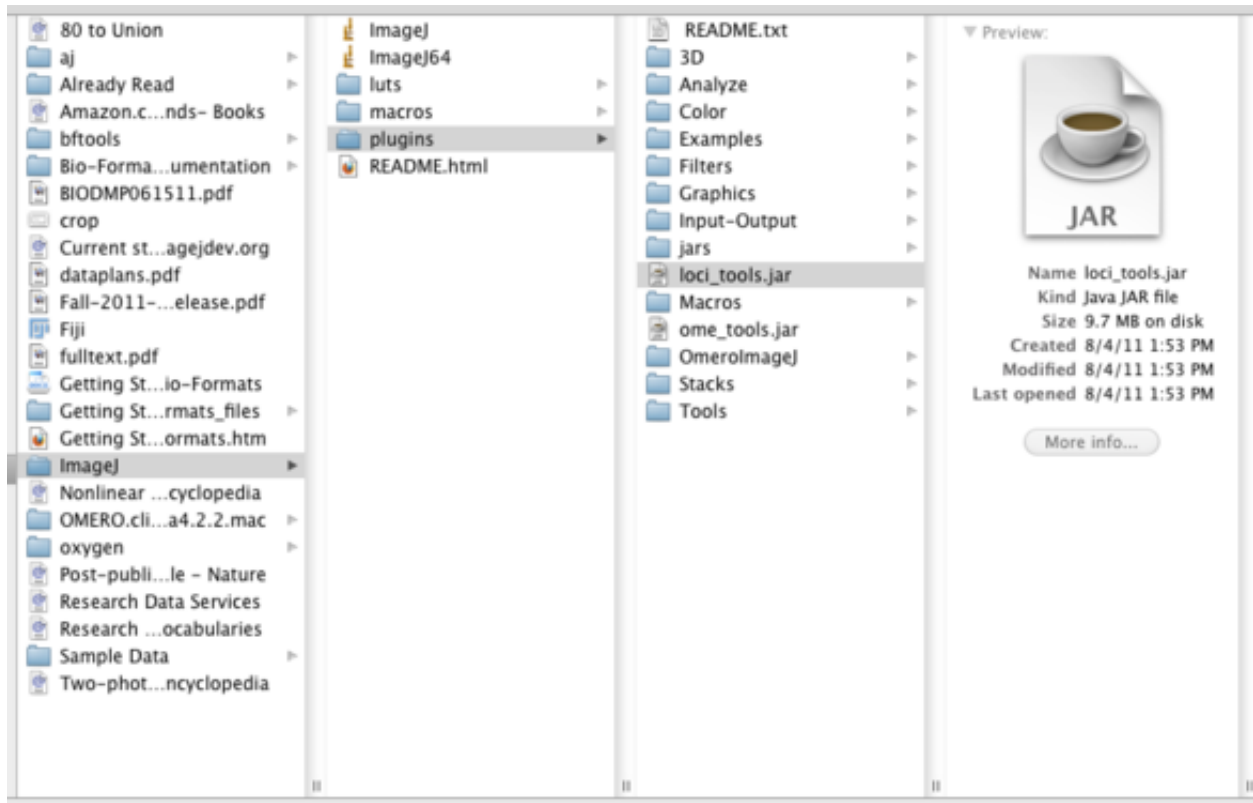 80 to Union
aj
Already Read
Amazon.c...nds- Books
bftools
Bio-Forma...umentation
BIODMP061511.pdf
crop
Current st...agejdev.org
dataplans.pdf
Fall-2011-...elease.pdf
Fiji
fulltext.pdf
Getting St...io-Formats
Getting St...rmats_files
Getting St...ormats.htm
ImageJ
Nonlinear ...cyclopedia
OMERO.cli...a4.2.2.mac
oxygen
Post-publi...le - Nature
Research Data Services
Research ...ocabularies
Sample Data
Two-phot...ncyclopedia
ImageJ
ImageJ64
luts
macros
plugins
README.html
README.txt
3D
Analyze
Color
Examples
Filters
Graphics
Input-Output
jars
loci_tools.jar
Macros
ome_tools.jar
OmeroImageJ
Stacks
Tools
Preview:
JAR
Name loci_tools.jar
Kind Java JAR file
Size 9.7 MB on disk
Created 8/4/11 1:53 PM
Modified 8/4/11 1:53 PM
Last opened 8/4/11 1:53 PM
More info...